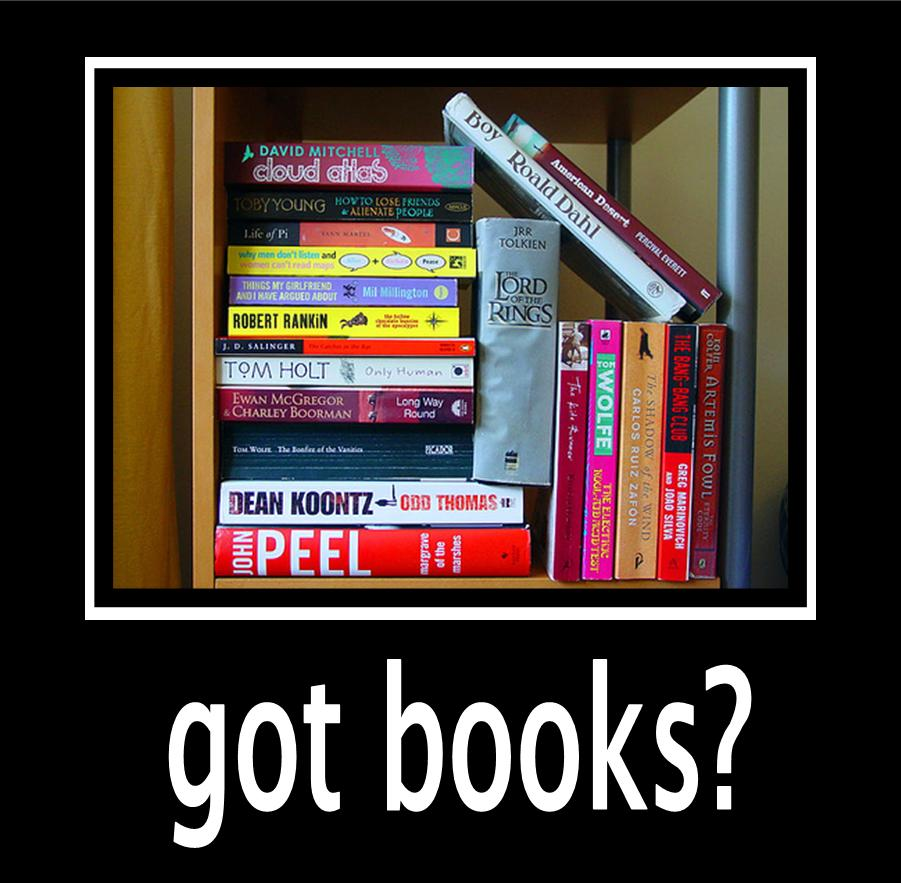 DAVID MITCHELL
cloud atlas
TOBY YOUNG
HOW TO LOSE FRIENDS
& ALIENATE PEOPLE
Life of Pi
YANN MARTEL
why men don't listen and
women can't read maps
Peace
THINGS MY GIRLFRIEND
AND I HAVE ARGUED ABOUT
Mil Millington
ROBERT RANKIN
the hollow
chocolate bunnies
of the apocalypse
J. D. SALINGER
The Catcher in the Rye
TOM HOLT
Only Human
EWAN MCGREGOR
& CHARLEY BOORMAN
Long Way
Round
TOM WOLFE The Bonfire of the Vanities
PICADOR
DEAN KOONTZ
ODD THOMAS
JOHN
PEEL
margrave
of the
marshes
JRR
TOLKIEN
THE
LORD
OF THE
RINGS
Boy
Roald Dahl
American Desert
PERCIVAL EVERETT
The Kite Runner
TOM
WOLFE
THE ELECTRIC
KOOL-AID ACID TEST
The SHADOW of the WIND
CARLOS RUIZ ZAFÓN
THE BANG-BANG CLUB
GREG MARINOVICH
AND JOAO SILVA
EOIN
COLFER
ARTEMIS FOWL
ETERNITY
CODE
got books?